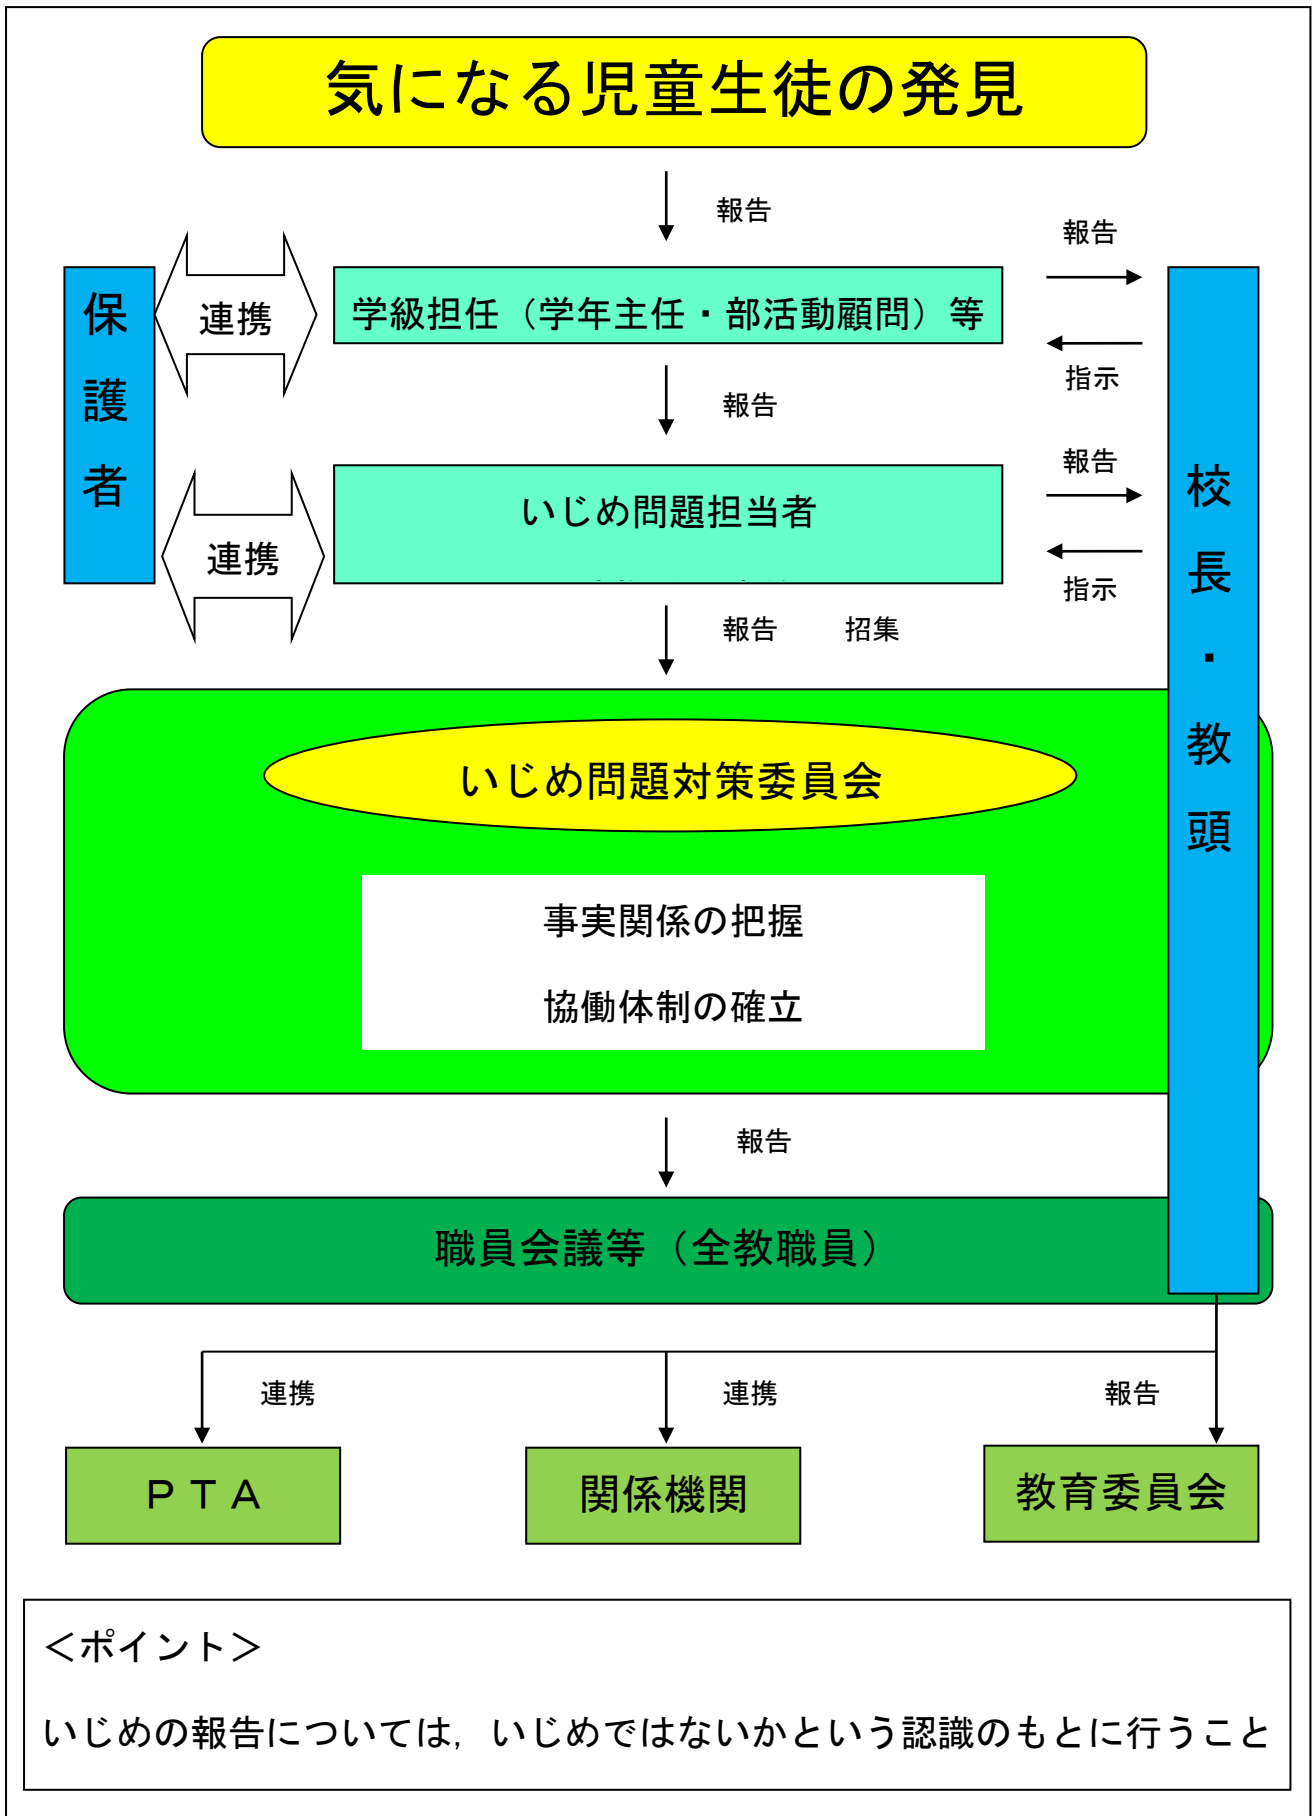 気になる児童生徒の発見
報告
報告
保護者
連携
学級担任（学年主任・部活動顧問）等
指示
報告
報告
いじめ問題担当者
連携
指示
校長・教頭
報告　招集
いじめ問題対策委員会
事実関係の把握
協働体制の確立
報告
職員会議等（全教職員）
連携
連携
報告
ＰＴＡ
関係機関
教育委員会
＜ポイント＞
いじめの報告については，いじめではないかという認識のもとに行うこと